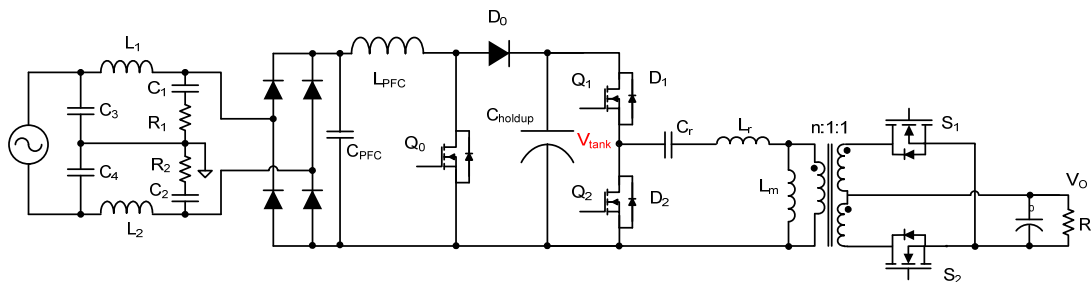 L1
C1
C3
R1
R2
C4
C2
L2
LPFC
CPFC
Q0
D0
Choldup
Q1
D1
Vtank
Q2
D2
Cr
Lr
Lm
n:1:1
S1
S2
VO
R